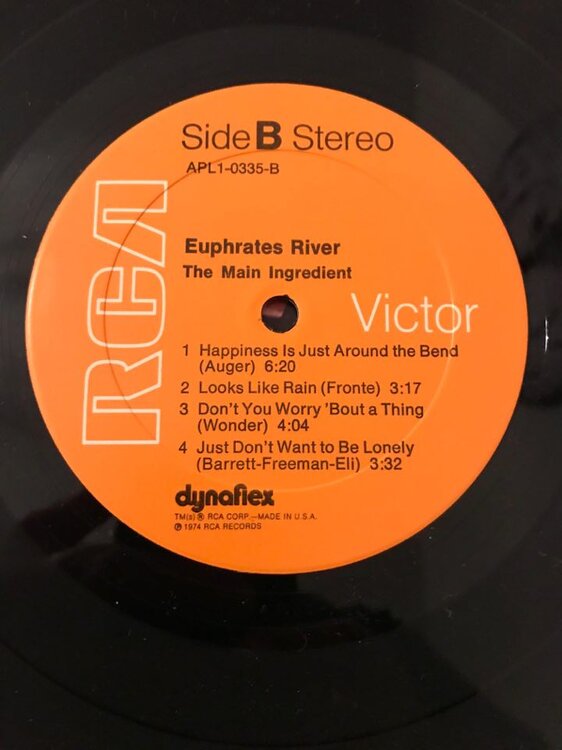 Side B Stereo
APL1-0335-B
RCA
Euphrates River
The Main Ingredient
Victor
1 Happiness Is Just Around the Bend
(Auger) 6:20
2 Looks Like Rain (Fronte) 3:17
3 Don't You Worry 'Bout a Thing
(Wonder) 4:04
4 Just Don't Want to Be Lonely
(Barrett-Freeman-Eli) 3:32
dynaflex
TM(s) ® RCA CORP.—MADE IN U.S.A.
℗ 1974 RCA RECORDS